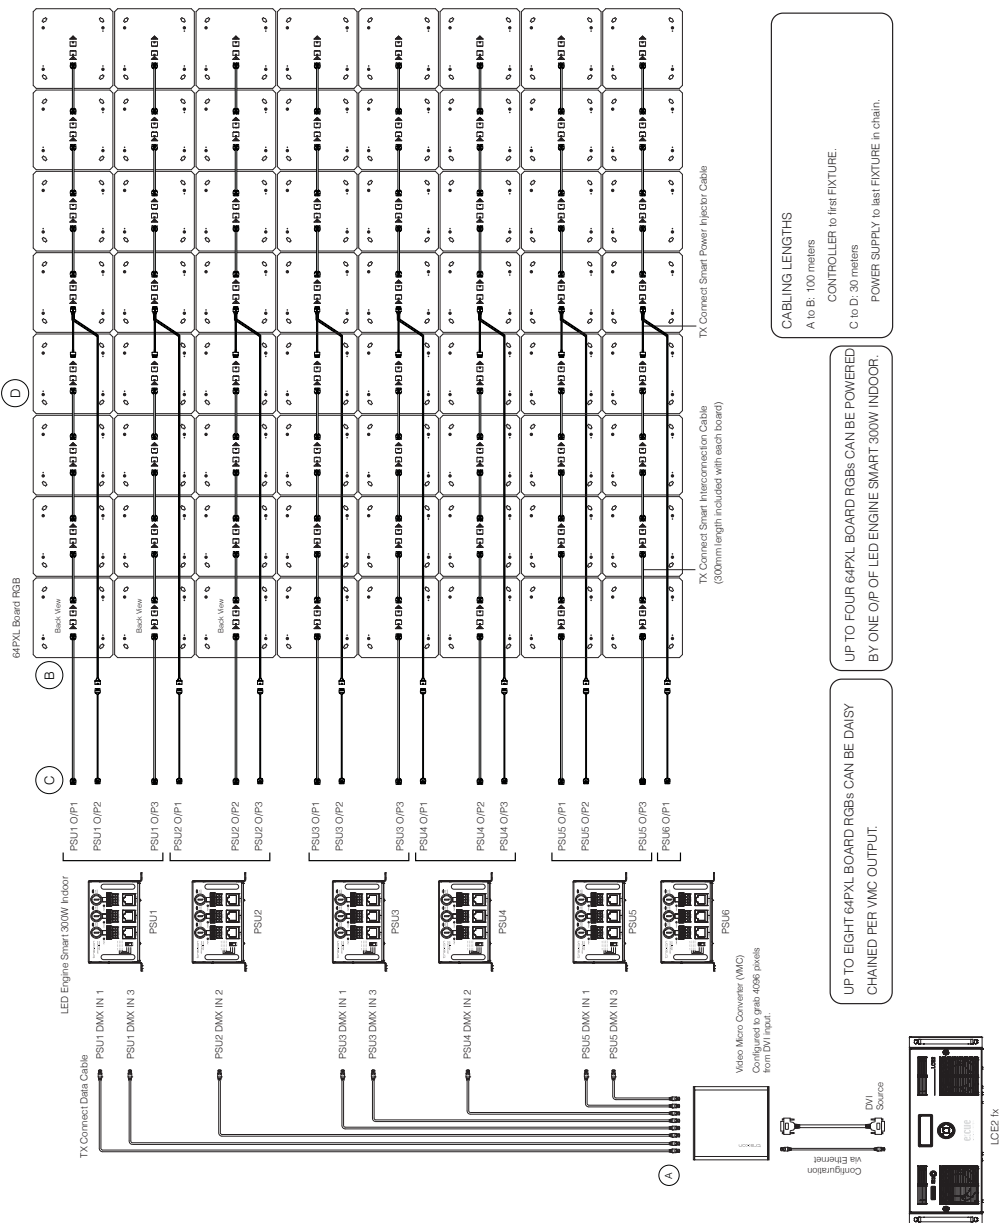 64PXL Board RGB
Back View
Back View
Back View
D
B
C
A
TX Connect Smart Power Injector Cable
TX Connect Smart Interconnection Cable
(300mm length included with each board)
PSU1 O/P1
PSU1 O/P2
PSU1 O/P3
PSU2 O/P1
PSU2 O/P2
PSU2 O/P3
PSU3 O/P1
PSU3 O/P2
PSU3 O/P3
PSU4 O/P1
PSU4 O/P2
PSU4 O/P3
PSU5 O/P1
PSU5 O/P2
PSU5 O/P3
PSU6 O/P1
LED Engine Smart 300W Indoor
PSU1
PSU2
PSU3
PSU4
PSU5
PSU6
TX Connect Data Cable
PSU1 DMX IN 1
PSU1 DMX IN 3
PSU2 DMX IN 2
PSU3 DMX IN 1
PSU3 DMX IN 3
PSU4 DMX IN 2
PSU5 DMX IN 1
PSU5 DMX IN 3
Video Micro Converter (VMC)
Configured to grab 4096 pixels
from DVI input.
Configuration
via Ethernet
DVI
Source
e:cue
LCE2 fx
CABLING LENGTHS
A to B: 100 meters
CONTROLLER to first FIXTURE.
C to D: 30 meters
POWER SUPPLY to last FIXTURE in chain.
UP TO FOUR 64PXL BOARD RGBs CAN BE POWERED
BY ONE O/P OF LED ENGINE SMART 300W INDOOR.
UP TO EIGHT 64PXL BOARD RGBs CAN BE DAISY
CHAINED PER VMC OUTPUT.